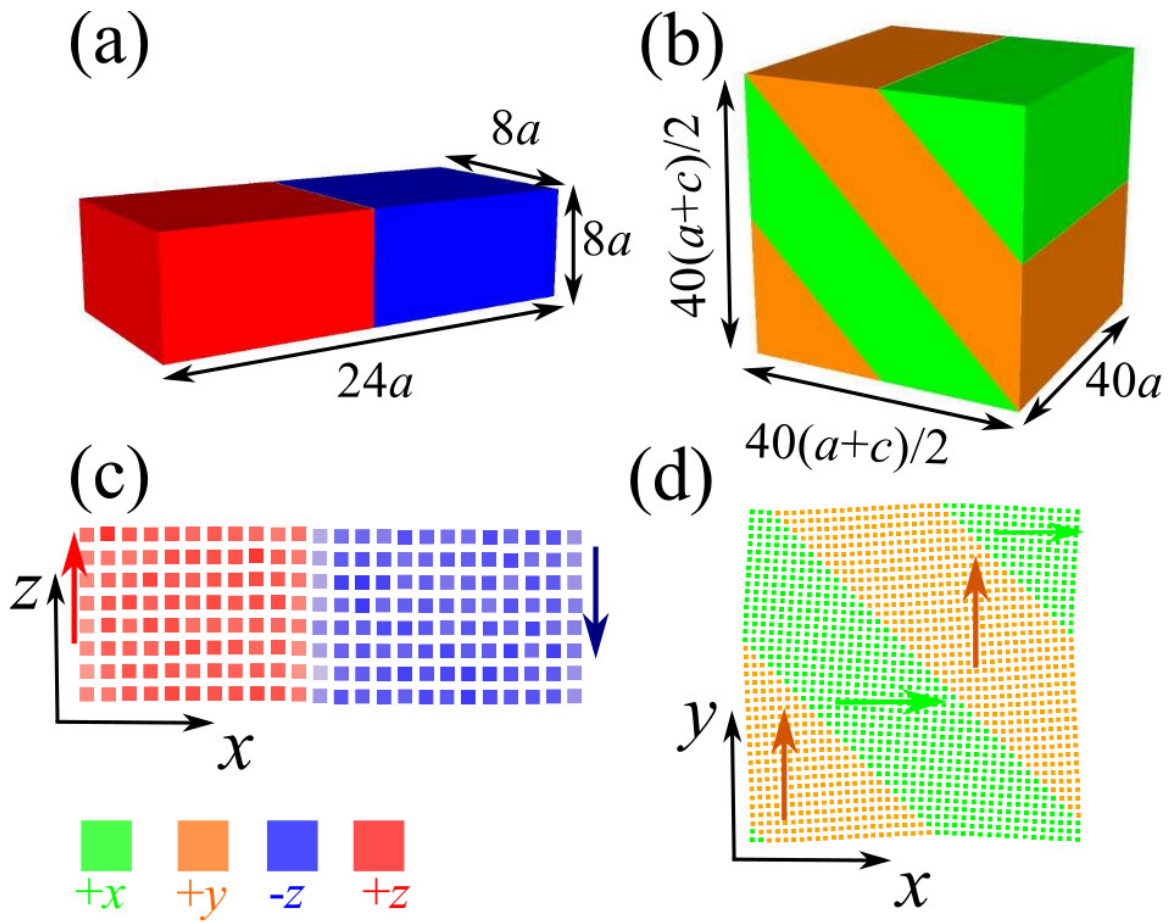 (a)
8a
8a
24a
(b)
40(a+c)/2
40a
40(a+c)/2
(c)
z
x
(d)
y
x
+x
+y
-z
+z